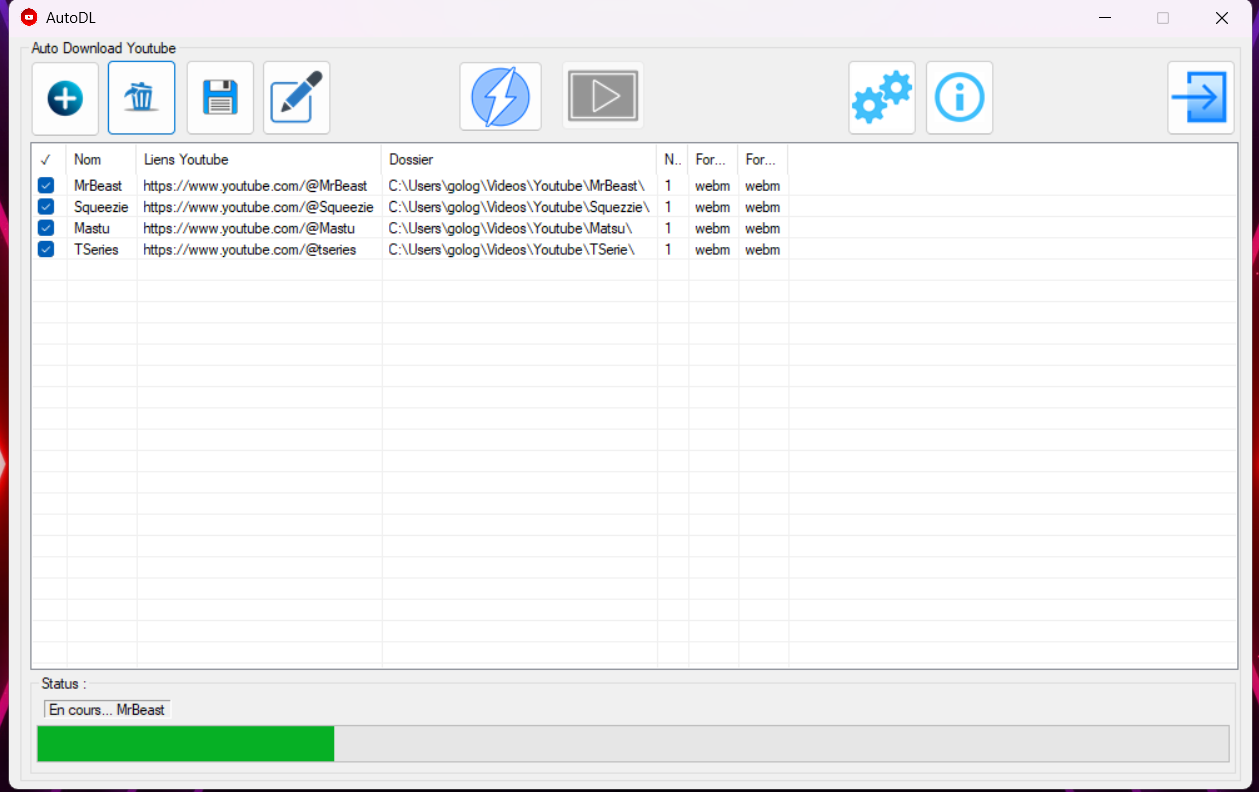 AutoDL
Auto Download Youtube
✓ Nom Liens Youtube Dossier N.. For... For...
MrBeast https://www.youtube.com/@MrBeast C:\Users\golog\Videos\Youtube\MrBeast\ 1 webm webm
Squeezie https://www.youtube.com/@Squeezie C:\Users\golog\Videos\Youtube\Squezzie\ 1 webm webm
Mastu https://www.youtube.com/@Mastu C:\Users\golog\Videos\Youtube\Matsu\ 1 webm webm
TSeries https://www.youtube.com/@tseries C:\Users\golog\Videos\Youtube\TSerie\ 1 webm webm
Status :
En cours... MrBeast